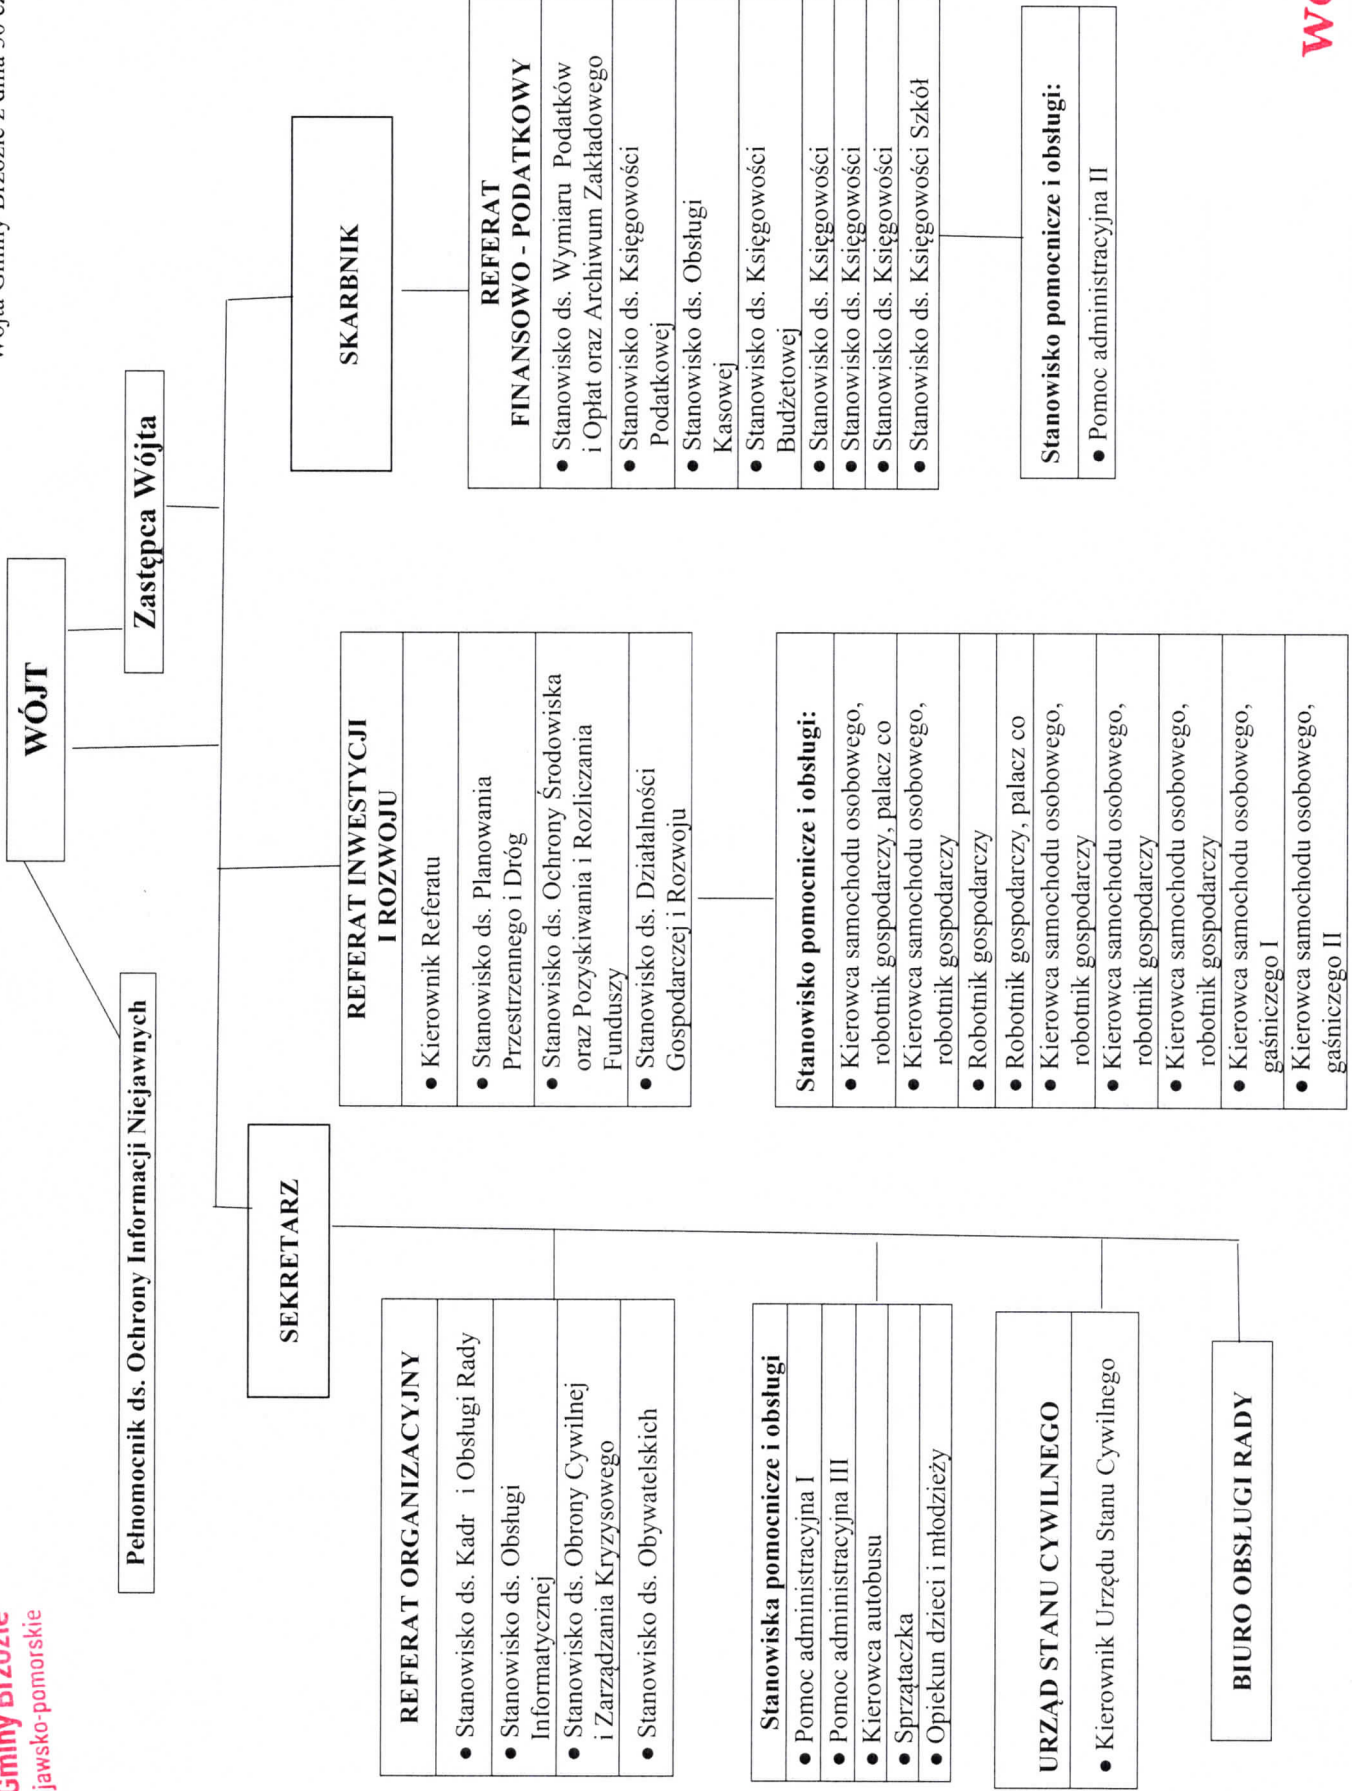 Gminy Brzozie
jawsko-pomorskie
Wójta Gminy Brzozie z dnia 30
WÓJT
Zastępca Wójta
Pełnomocnik ds. Ochrony Informacji Niejawnych
SEKRETARZ
REFERAT ORGANIZACYJNY
• Stanowisko ds. Kadr i Obsługi Rady
• Stanowisko ds. Obsługi
Informatycznej
• Stanowisko ds. Obrony Cywilnej
i Zarządzania Kryzysowego
• Stanowisko ds. Obywatelskich
Stanowiska pomocnicze i obsługi
• Pomoc administracyjna I
• Pomoc administracyjna III
• Kierowca autobusu
• Sprzątaczka
• Opiekun dzieci i młodzieży
URZĄD STANU CYWILNEGO
• Kierownik Urzędu Stanu Cywilnego
BIURO OBSŁUGI RADY
REFERAT INWESTYCJI
I ROZWOJU
• Kierownik Referatu
• Stanowisko ds. Planowania
Przestrzennego i Dróg
• Stanowisko ds. Ochrony Środowiska
oraz Pozyskiwania i Rozliczania
Funduszy
• Stanowisko ds. Działalności
Gospodarczej i Rozwoju
Stanowisko pomocnicze i obsługi:
• Kierowca samochodu osobowego,
robotnik gospodarczy, palacz co
• Kierowca samochodu osobowego,
robotnik gospodarczy
• Robotnik gospodarczy
• Robotnik gospodarczy, palacz co
• Kierowca samochodu osobowego,
robotnik gospodarczy
• Kierowca samochodu osobowego,
robotnik gospodarczy
• Kierowca samochodu osobowego,
robotnik gospodarczy
• Kierowca samochodu osobowego,
gaśniczego I
• Kierowca samochodu osobowego,
gaśniczego II
SKARBNIK
REFERAT
FINANSOWO - PODATKOWY
• Stanowisko ds. Wymiaru Podatków
i Opłat oraz Archiwum Zakładowego
• Stanowisko ds. Księgowości
Podatkowej
• Stanowisko ds. Obsługi
Kasowej
• Stanowisko ds. Księgowości
Budżetowej
• Stanowisko ds. Księgowości
• Stanowisko ds. Księgowości
• Stanowisko ds. Księgowości
• Stanowisko ds. Księgowości Szkół
Stanowisko pomocnicze i obsługi:
• Pomoc administracyjna II